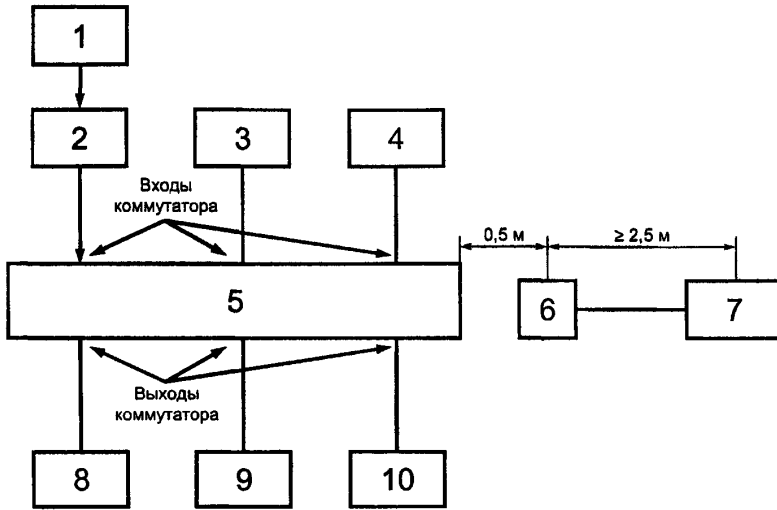 1
2
3
4
Входы
коммутатора
0,5 м
≥ 2,5 м
5
6
7
Выходы
коммутатора
8
9
10